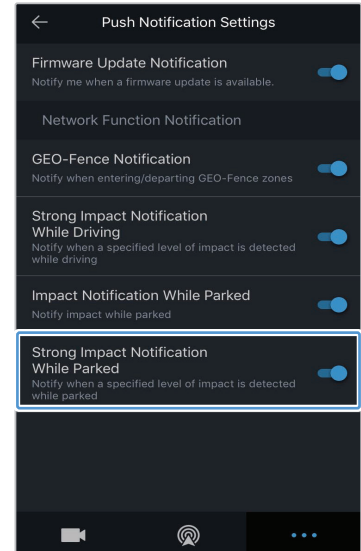 Push Notification Settings
Firmware Update Notification
Notify me when a firmware update is available.
Network Function Notification
GEO-Fence Notification
Notify when entering/departing GEO-Fence zones
Strong Impact Notification
While Driving
Notify when a specified level of impact is detected
while driving
Impact Notification While Parked
Notify impact while parked
Strong Impact Notification
While Parked
Notify when a specified level of impact is detected
while parked